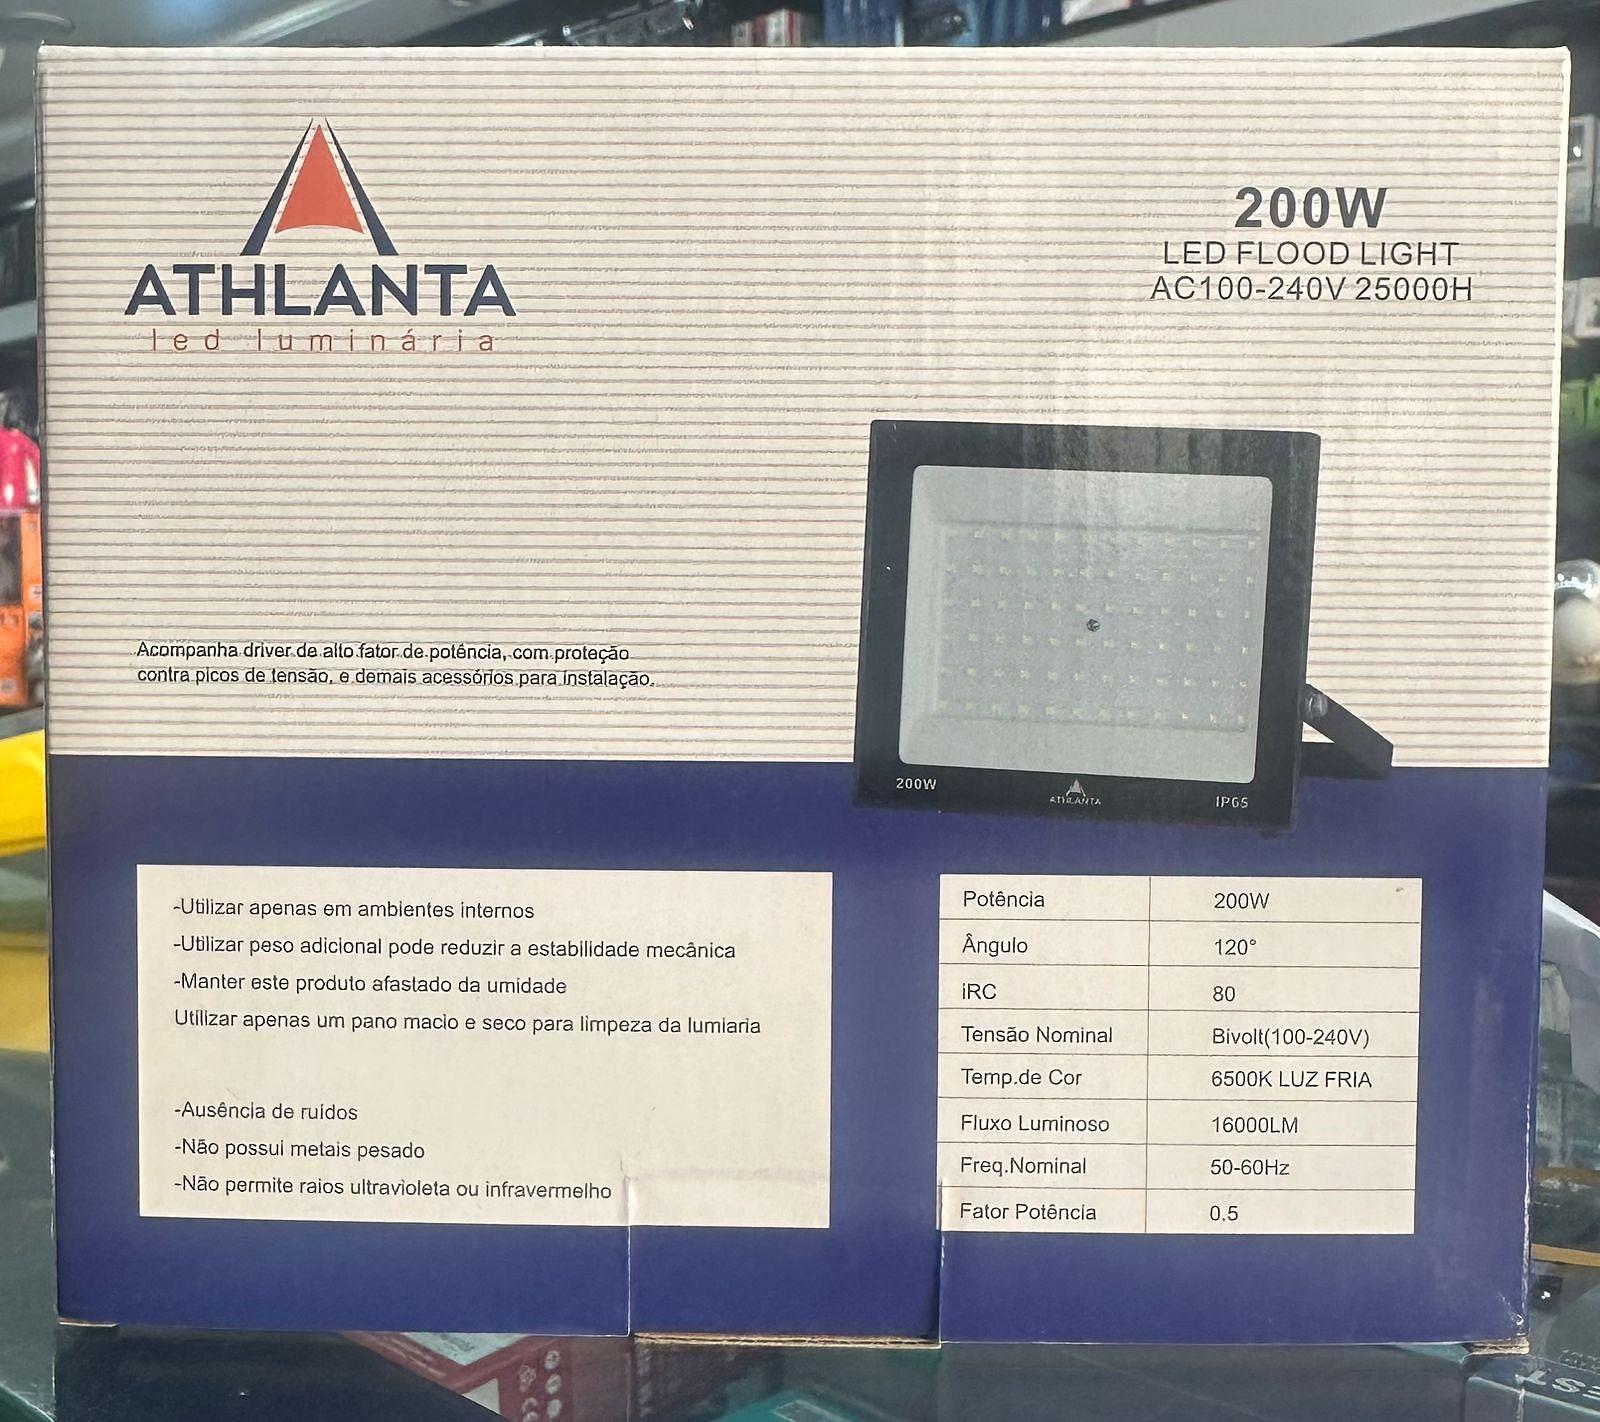 ATHLANTA
led luminária
200W
LED FLOOD LIGHT
AC100-240V 25000H
Acompanha driver de alto fator de potência, com proteção
contra picos de tensão, e demais acessórios para instalação.
200W
ATHLANTA
IP65
-Utilizar apenas em ambientes internos
-Utilizar peso adicional pode reduzir a estabilidade mecânica
-Manter este produto afastado da umidade
Utilizar apenas um pano macio e seco para limpeza da lumiaria
-Ausência de ruídos
-Não possui metais pesado
-Não permite raios ultravioleta ou infravermelho
Potência 200W
Ângulo 120°
iRC 80
Tensão Nominal Bivolt(100-240V)
Temp.de Cor 6500K LUZ FRIA
Fluxo Luminoso 16000LM
Freq.Nominal 50-60Hz
Fator Potência 0.5